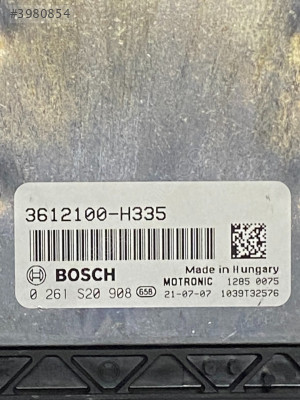 #3980854
3612100-H335
BOSCH
Made in Hungary
MOTRONIC 1285 0075
0 261 S20 908 658 21-07-07 1039T32576